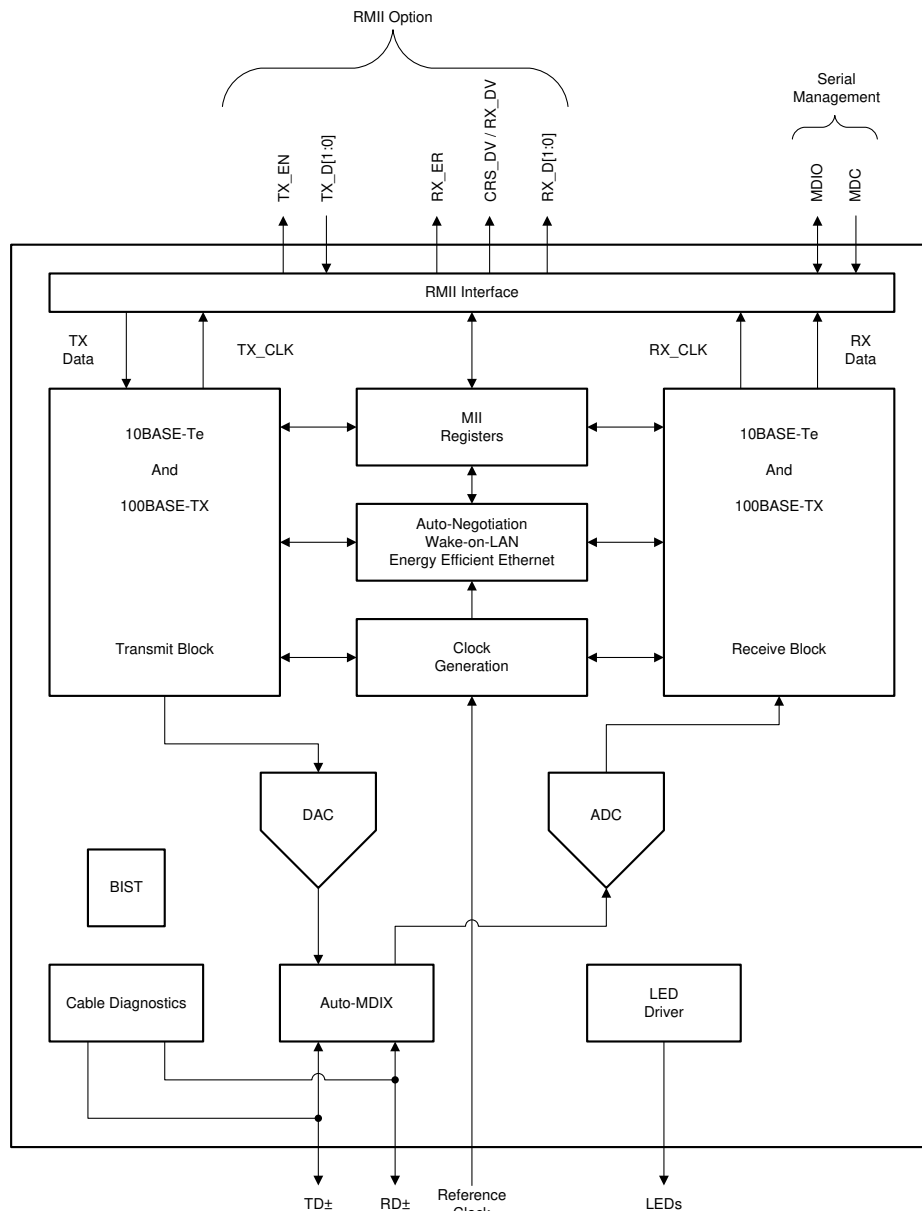 RMII Option
Serial
Management
TX_EN
TX_D[1:0]
RX_ER
CRS_DV / RX_DV
RX_D[1:0]
MDIO
MDC
RMII Interface
TX
Data
TX_CLK
RX_CLK
RX
Data
10BASE-Te
And
100BASE-TX
Transmit Block
MII
Registers
Auto-Negotiation
Wake-on-LAN
Energy Efficient Ethernet
Clock
Generation
10BASE-Te
And
100BASE-TX
Receive Block
DAC
ADC
BIST
Cable Diagnostics
Auto-MDIX
LED
Driver
TD±
RD±
Reference
Clock
LEDs